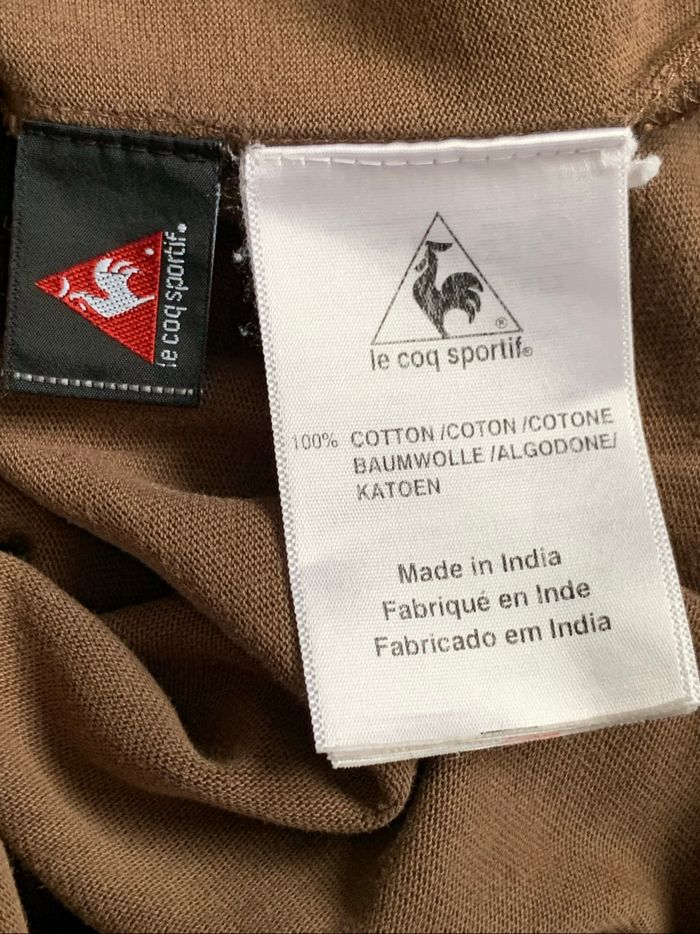 le coq sportif
®
le coq sportif®
100% COTTON /COTON /COTONE
BAUMWOLLE /ALGODONE/
KATOEN
Made in India
Fabriqué en Inde
Fabricado em India